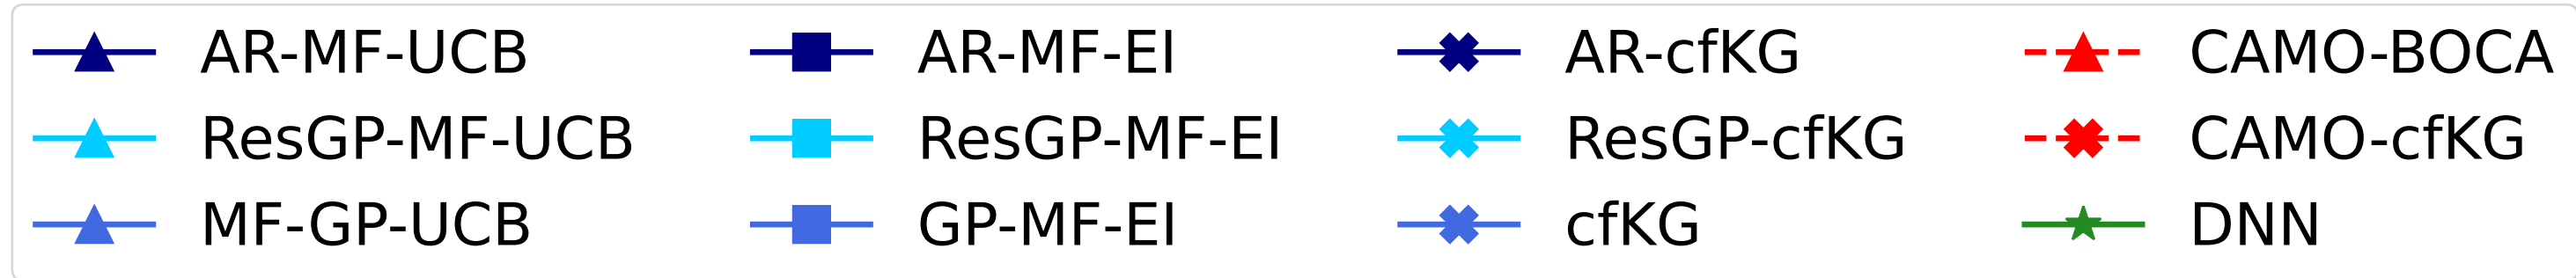 AR-MF-UCB AR-MF-EI AR-cfKG CAMO-BOCA
ResGP-MF-UCB ResGP-MF-EI ResGP-cfKG CAMO-cfKG
MF-GP-UCB GP-MF-EI cfKG DNN